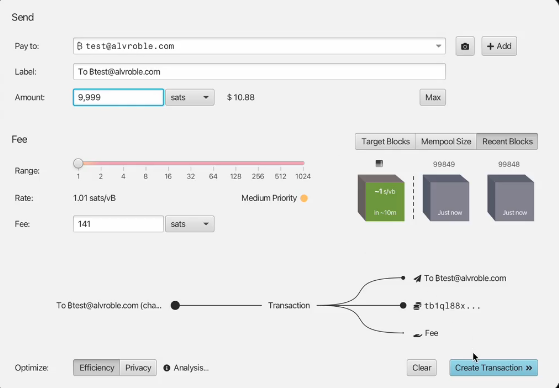 Send
Pay to: ₿ test@alvroble.com + Add
Label: To ₿test@alvroble.com
Amount: 9,999 sats $ 10.88 Max
Fee Target Blocks Mempool Size Recent Blocks
Range: 1 2 4 8 16 32 64 128 256 512 1024
99849 99848
~1 s/vb
In ~10m Just now Just now
Rate: 1.01 sats/vB Medium Priority
Fee: 141 sats
To ₿test@alvroble.com
To ₿test@alvroble.com (cha... Transaction tb1ql88x...
Fee
Optimize: Efficiency Privacy Analysis... Clear Create Transaction »